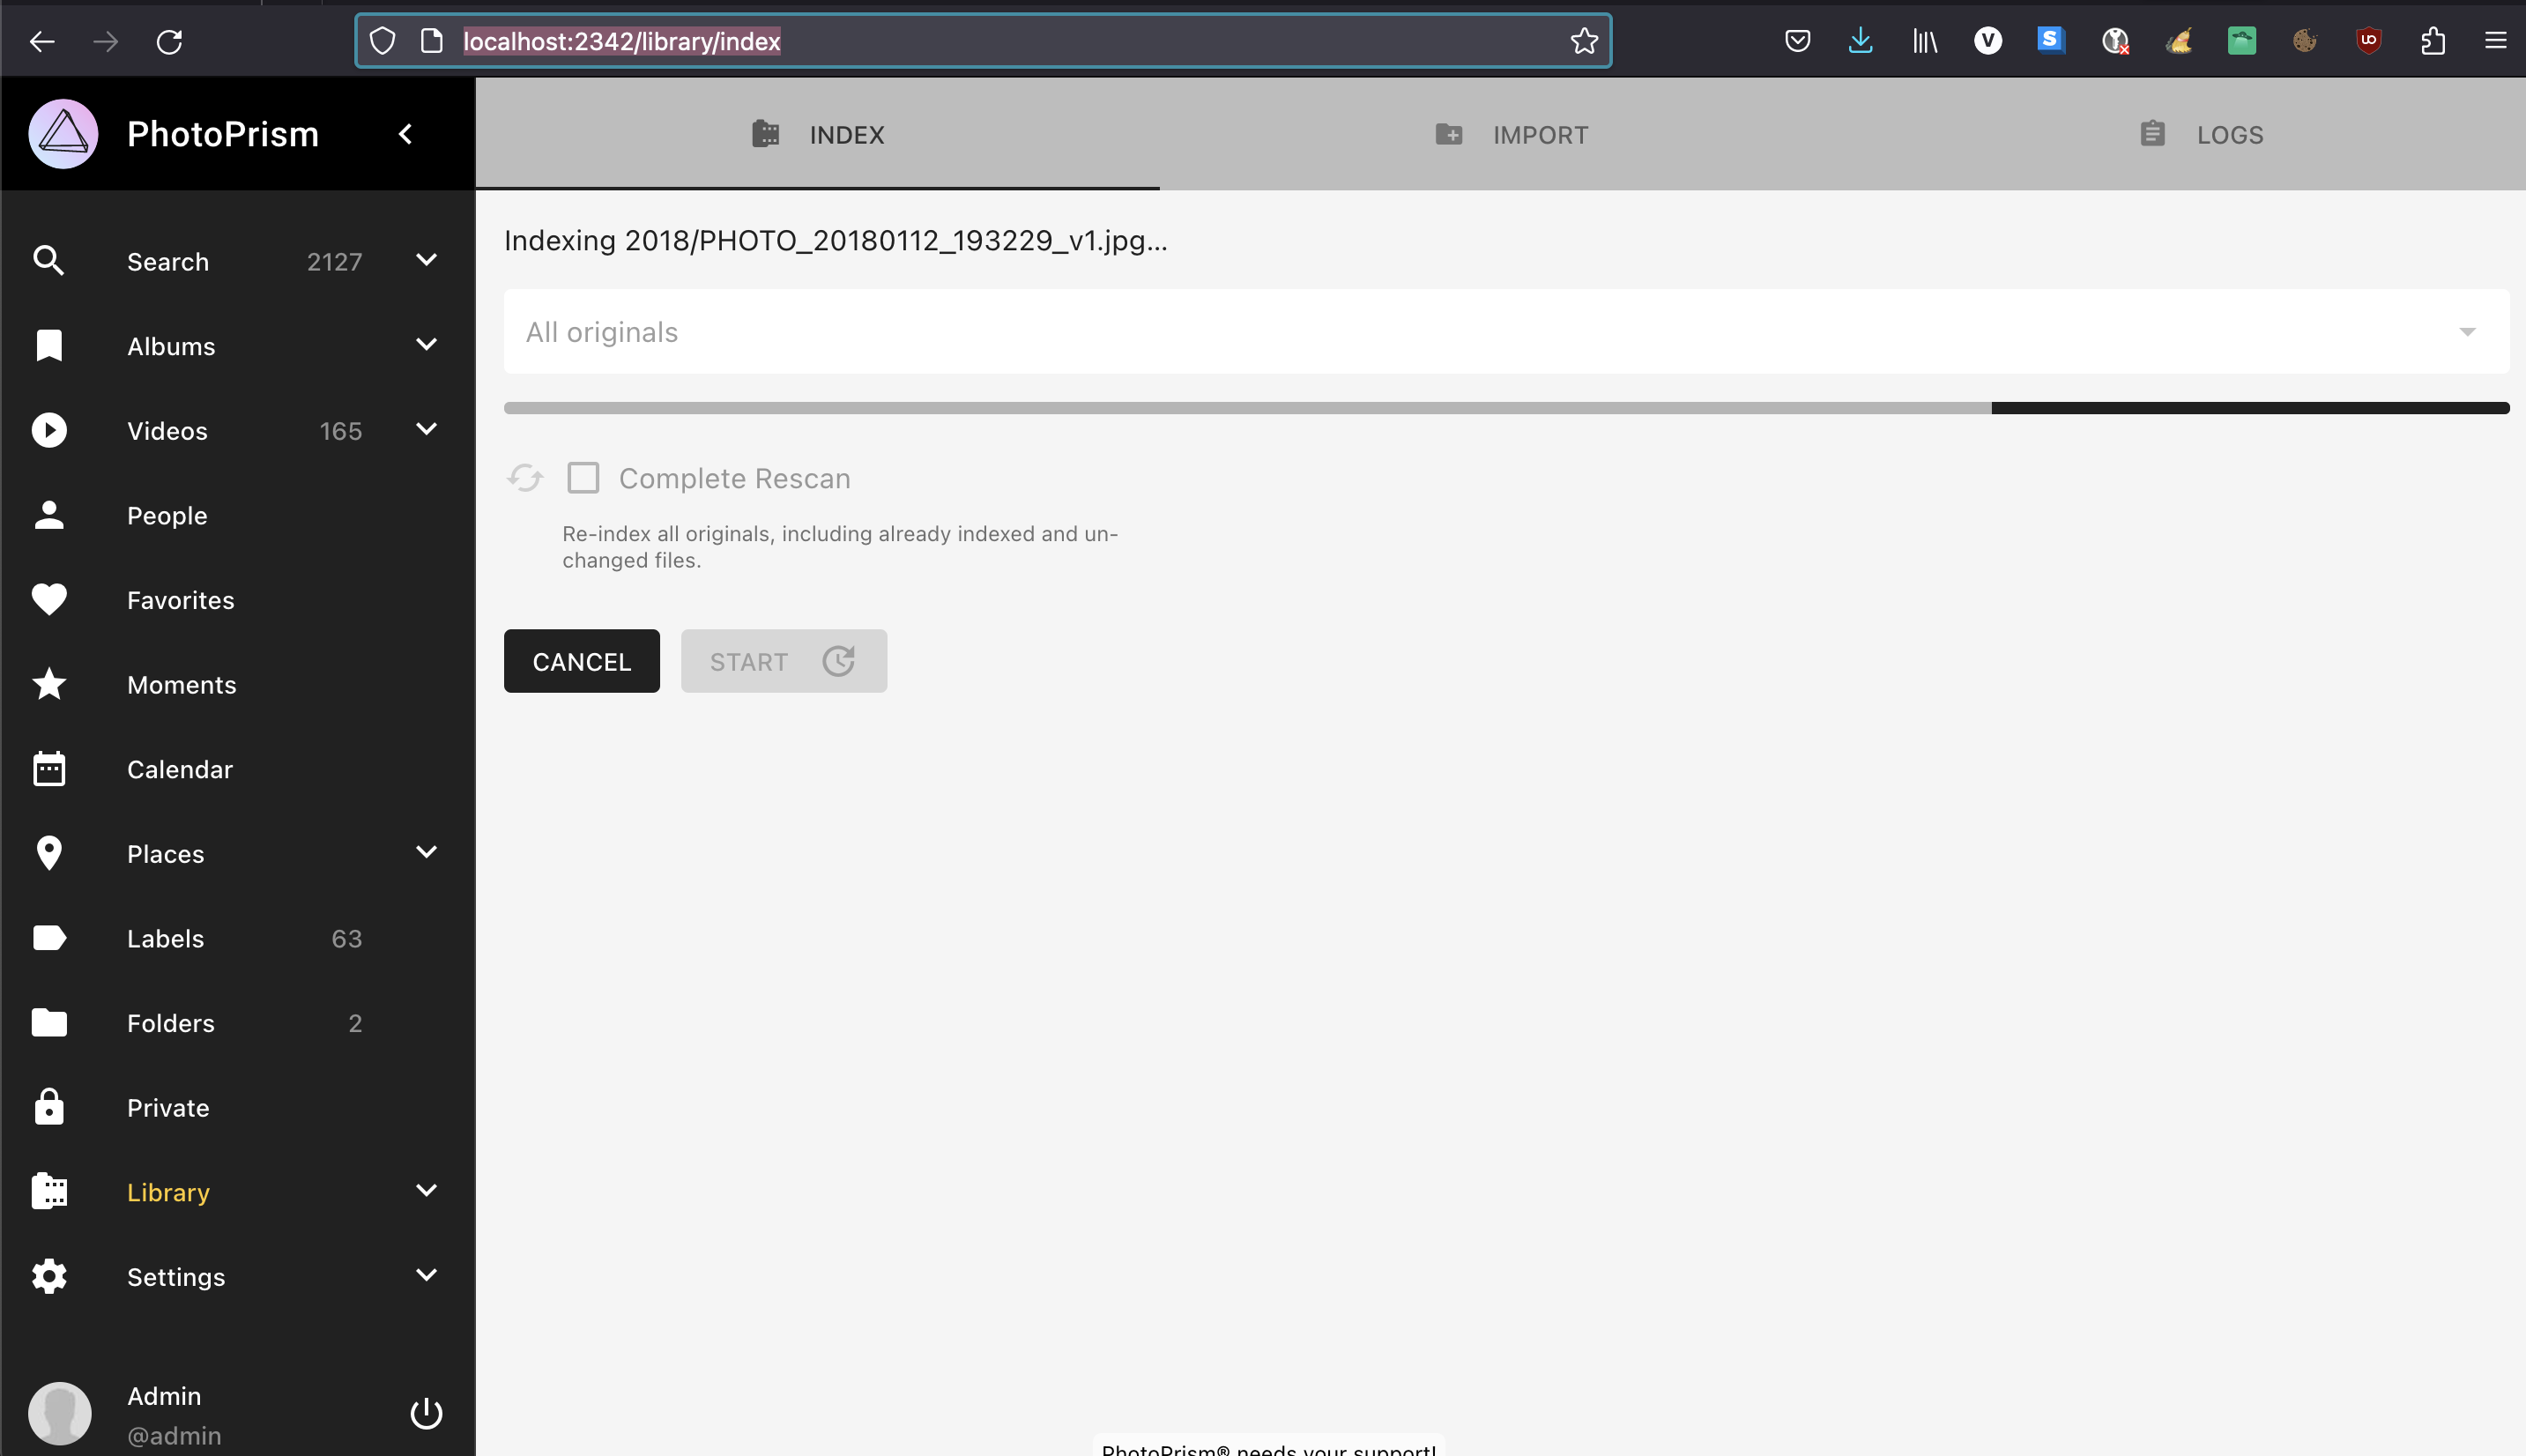 localhost:2342/library/index
PhotoPrism
INDEX
IMPORT
LOGS
Search 2127
Albums
Videos 165
People
Favorites
Moments
Calendar
Places
Labels 63
Folders 2
Private
Library
Settings
Admin
@admin
Indexing 2018/PHOTO_20180112_193229_v1.jpg...
All originals
Complete Rescan
Re-index all originals, including already indexed and un-
changed files.
CANCEL
START
PhotoPrism® needs your support!